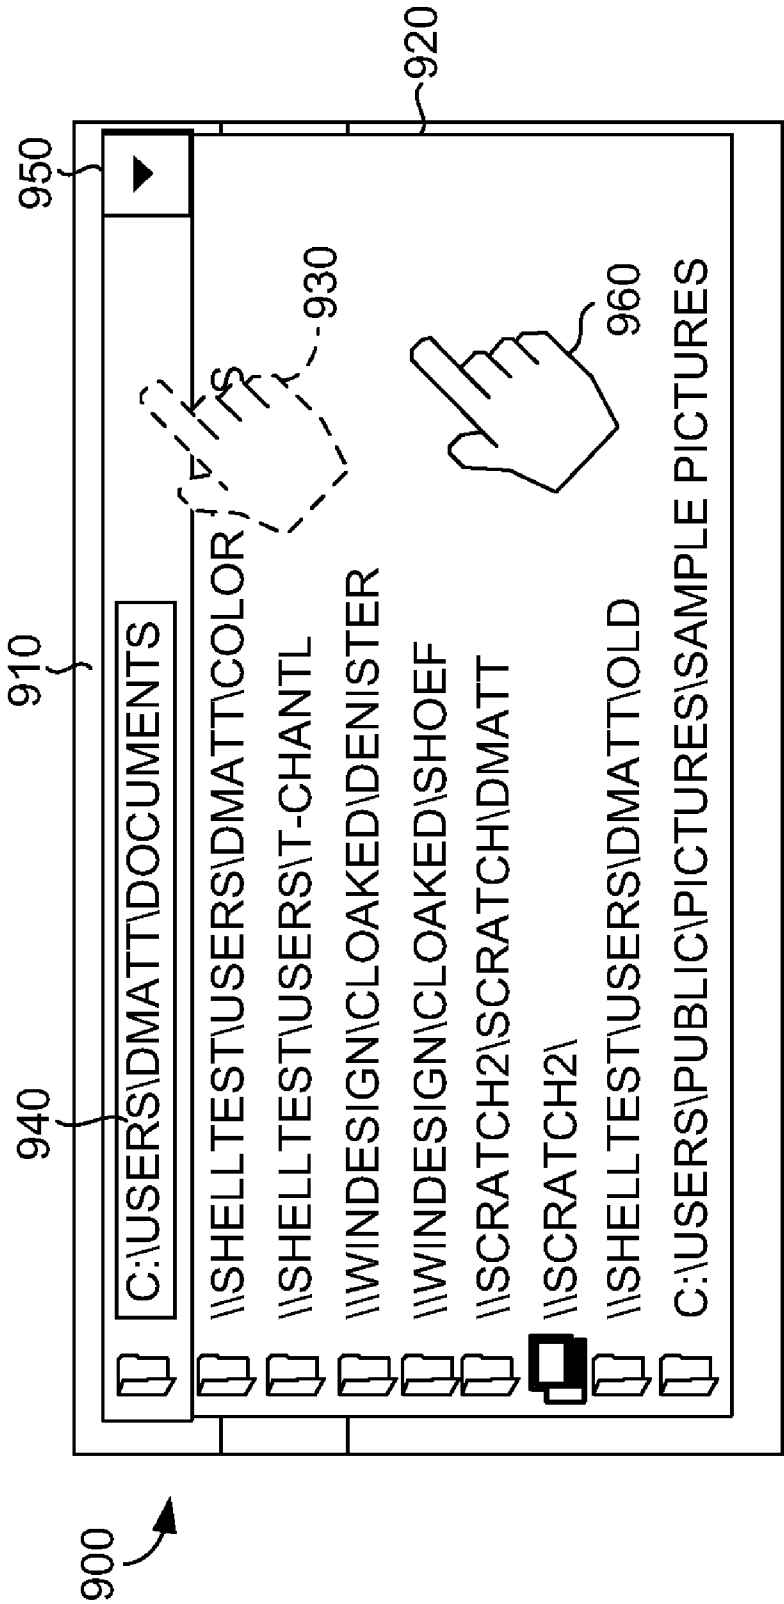 900
910
940
950
C:\USERS\DMATT\DOCUMENTS
\\SHELLTEST\USERS\DMATT\COLOR S
\\SHELLTEST\USERS\T-CHANTL
\\WINDESIGN\CLOAKED\DENISTER
\\WINDESIGN\CLOAKED\SHOEF
\\SCRATCH2\SCRATCH\DMATT
\\SCRATCH2\
\\SHELLTEST\USERS\DMATT\OLD
C:\USERS\PUBLIC\PICTURES\SAMPLE PICTURES
930
960
920